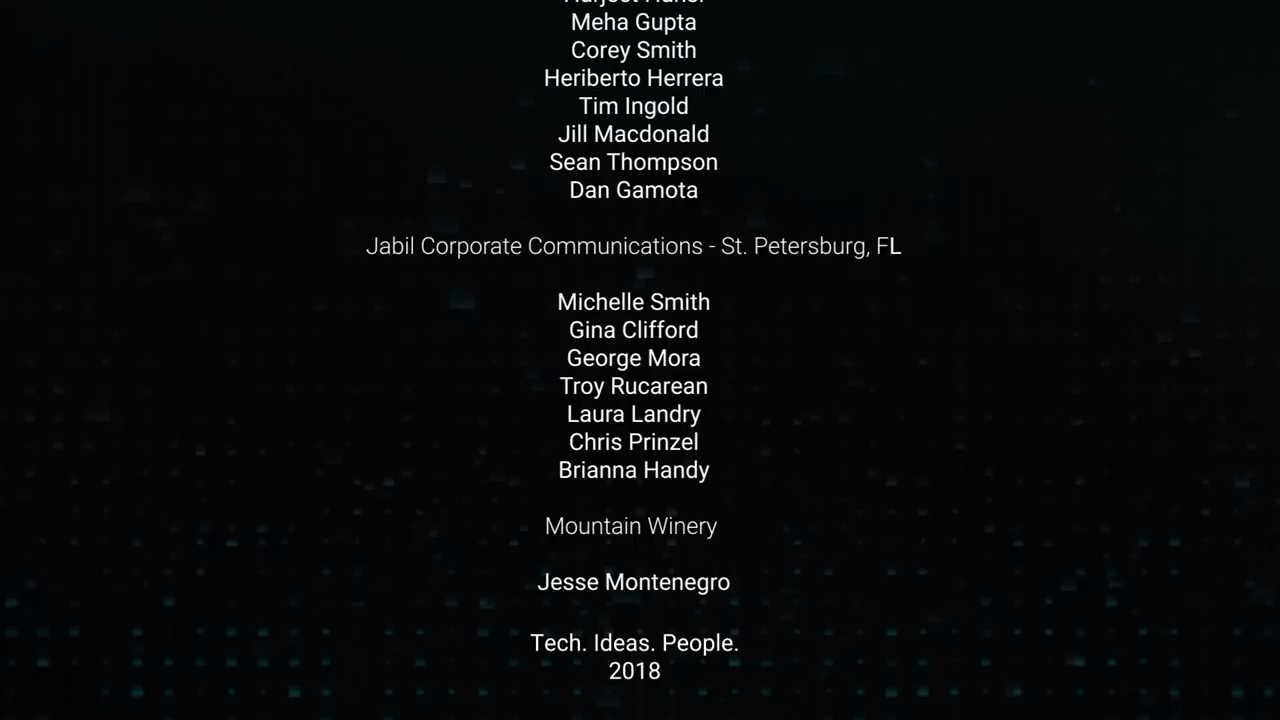 Meha Gupta
Corey Smith
Heriberto Herrera
Tim Ingold
Jill Macdonald
Sean Thompson
Dan Gamota
Jabil Corporate Communications - St. Petersburg, FL
Michelle Smith
Gina Clifford
George Mora
Troy Rucarean
Laura Landry
Chris Prinzel
Brianna Handy
Mountain Winery
Jesse Montenegro
Tech. Ideas. People.
2018